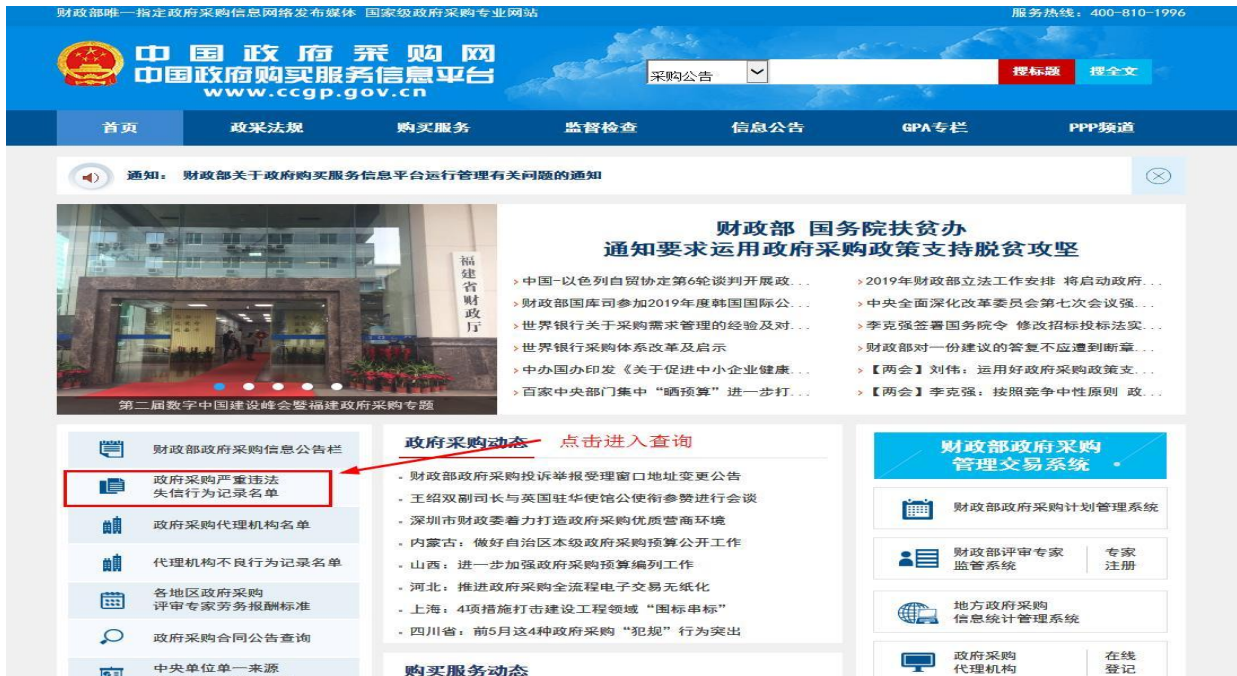 财政部唯一指定政府采购信息网络发布媒体 国家级政府采购专业网站
服务热线：400-810-1996
中国政府采购网
中国政府购买服务信息平台
www.ccgp.gov.cn
采购公告
搜标题 搜全文
首页 政采法规 购买服务 监督检查 信息公告 GPA专栏 PPP频道
通知： 财政部关于政府购买服务信息平台运行管理有关问题的通知
福建省财政厅
第二届数字中国建设峰会暨福建政府采购专题
财政部 国务院扶贫办
通知要求运用政府采购政策支持脱贫攻坚
中国-以色列自贸协定第6轮谈判开展政...
财政部国库司参加2019年度韩国国际公...
世界银行关于采购需求管理的经验及对...
世界银行采购体系改革及启示
中办国办印发《关于促进中小企业健康...
百家中央部门集中“晒预算”进一步打...
2019年财政部立法工作安排 将启动政府...
中央全面深化改革委员会第七次会议强...
李克强签署国务院令 修改招标投标法实...
财政部对一份建议的答复不应遭到断章...
【两会】刘伟：运用好政府采购政策支...
【两会】李克强：按照竞争中性原则 政...
财政部政府采购信息公告栏
政府采购严重违法
失信行为记录名单
政府采购代理机构名单
代理机构不良行为记录名单
各地区政府采购
评审专家劳务报酬标准
政府采购合同公告查询
中央单位单一来源
政府采购动态
点击进入查询
财政部政府采购投诉举报受理窗口地址变更公告
王绍双副司长与英国驻华使馆公使衔参赞进行会谈
深圳市财政委着力打造政府采购优质营商环境
内蒙古：做好自治区本级政府采购预算公开工作
山西：进一步加强政府采购预算编列工作
河北：推进政府采购全流程电子交易无纸化
上海：4项措施打击建设工程领域“围标串标”
四川省：前5月这4种政府采购“犯规”行为突出
购买服务动态
财政部政府采购
管理交易系统
财政部政府采购计划管理系统
财政部评审专家
监管系统
专家
注册
地方政府采购
信息统计管理系统
政府采购
代理机构
在线
登记